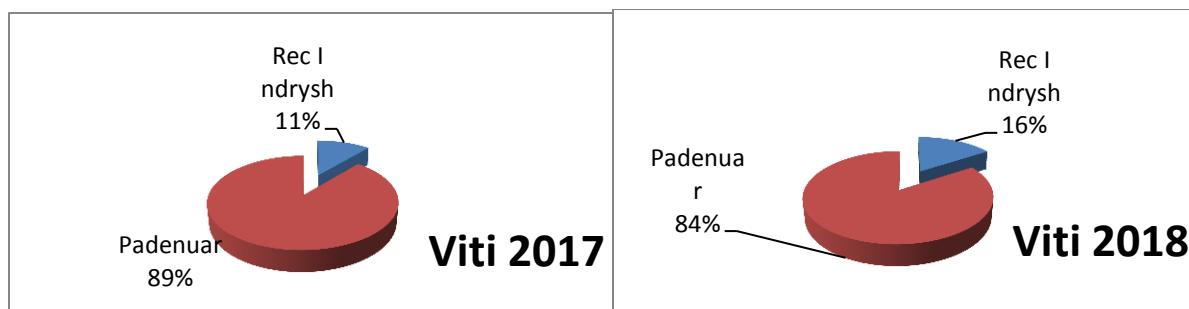 Rec I
ndrysh
11%
Padenuar
89%
Viti 2017
Rec I
ndrysh
16%
Padenua
r
84%
Viti 2018